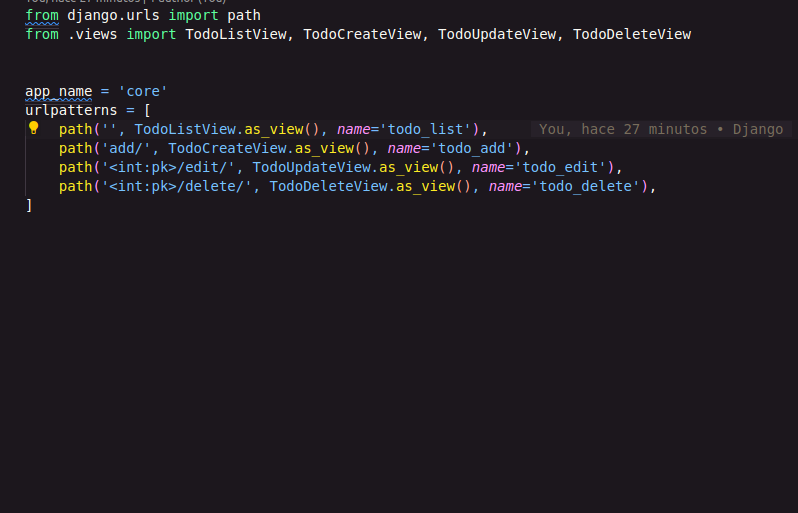 You, hace 27 minutos | 1 author (You)
from django.urls import path
from .views import TodoListView, TodoCreateView, TodoUpdateView, TodoDeleteView
app_name = 'core'
urlpatterns = [
path('', TodoListView.as_view(), name='todo_list'), You, hace 27 minutos • Django
path('add/', TodoCreateView.as_view(), name='todo_add'),
path('<int:pk>/edit/', TodoUpdateView.as_view(), name='todo_edit'),
path('<int:pk>/delete/', TodoDeleteView.as_view(), name='todo_delete'),
]